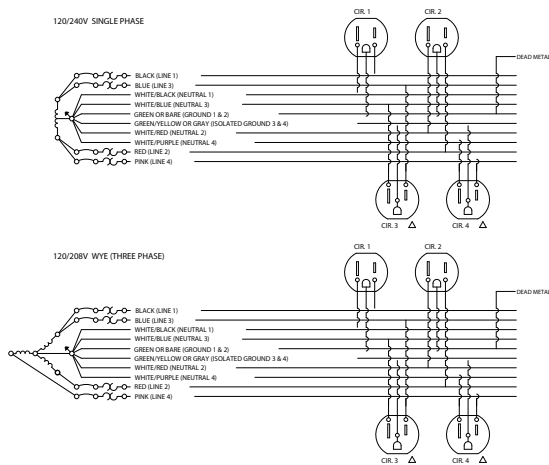 120/240V SINGLE PHASE
CIR. 1
CIR. 2
DEAD METAL
BLACK (LINE 1)
BLUE (LINE 3)
WHITE/BLACK (NEUTRAL 1)
WHITE/BLUE (NEUTRAL 3)
GREEN OR BARE (GROUND 1 & 2)
GREEN/YELLOW OR GRAY (ISOLATED GROUND 3 & 4)
WHITE/RED (NEUTRAL 2)
WHITE/PURPLE (NEUTRAL 4)
RED (LINE 2)
PINK (LINE 4)
CIR. 3
CIR. 4
120/208V WYE (THREE PHASE)
CIR. 1
CIR. 2
DEAD METAL
BLACK (LINE 1)
BLUE (LINE 3)
WHITE/BLACK (NEUTRAL 1)
WHITE/BLUE (NEUTRAL 3)
GREEN OR BARE (GROUND 1 & 2)
GREEN/YELLOW OR GRAY (ISOLATED GROUND 3 & 4)
WHITE/RED (NEUTRAL 2)
WHITE/PURPLE (NEUTRAL 4)
RED (LINE 2)
PINK (LINE 4)
CIR. 3
CIR. 4